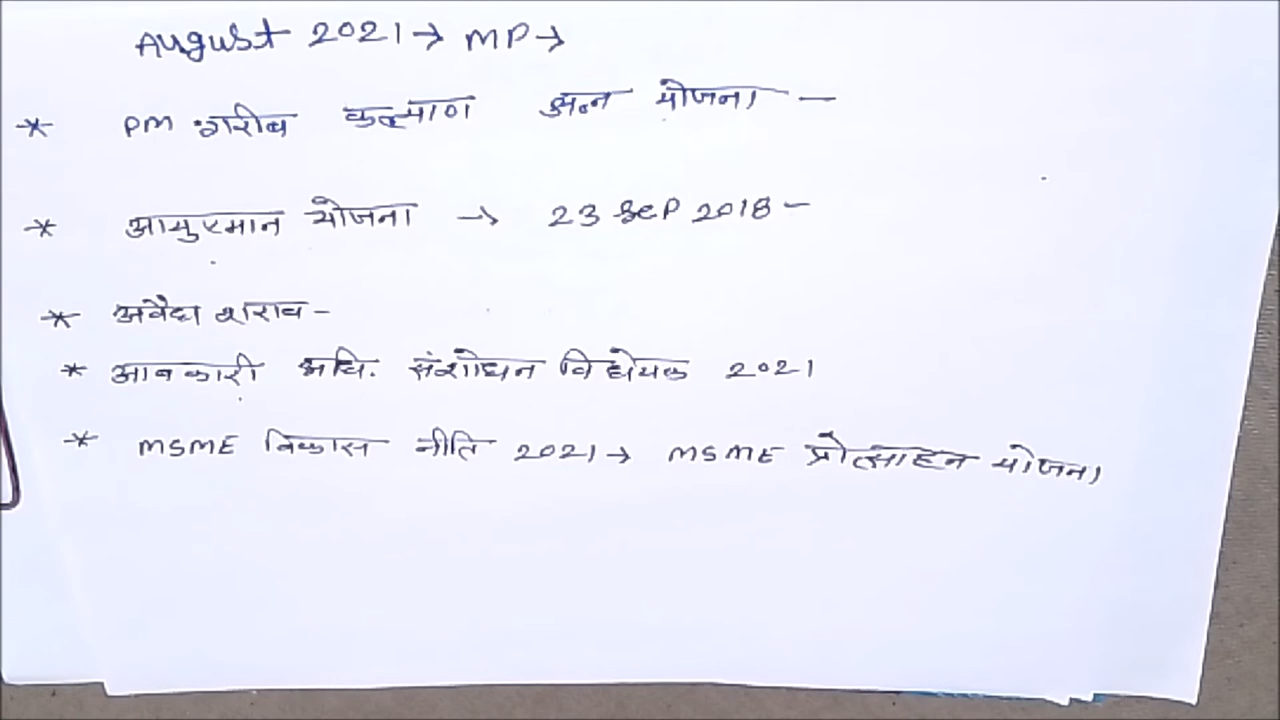 August 2021 → MP →
* PM गरीब कल्याण अन्न योजना —
* आयुष्मान योजना → 23 Sep 2018 -
* अवैध शराब -
* आबकारी अधि. संशोधन विधेयक 2021
* MSME विकास नीति 2021 → MSME प्रोत्साहन योजना